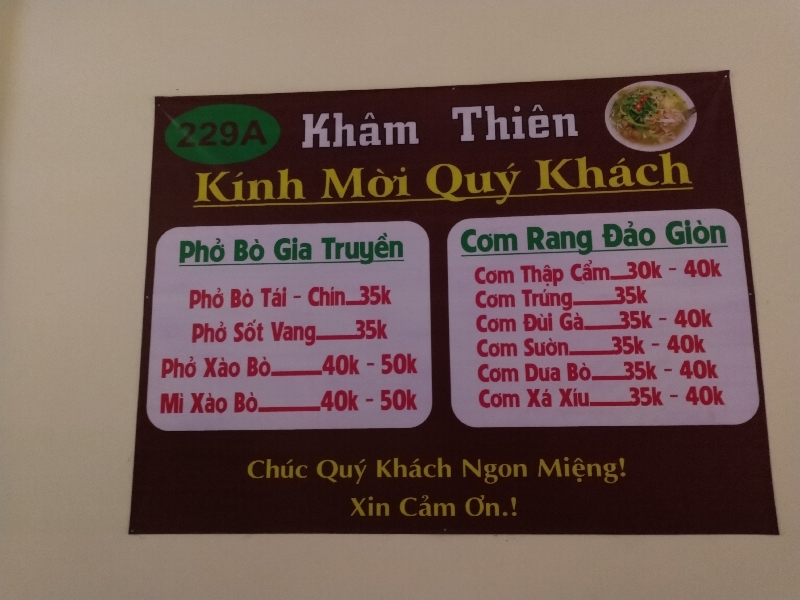 229A Khâm Thiên
Kính Mời Quý Khách
Phở Bò Gia Truyền
Phở Bò Tái - Chín....35k
Phở Sốt Vang........35k
Phở Xào Bò..........40k - 50k
Mì Xào Bò............40k - 50k
Cơm Rang Đảo Giòn
Cơm Thập Cẩm....30k - 40k
Cơm Trứng.........35k
Cơm Đùi Gà.......35k - 40k
Cơm Sườn.........35k - 40k
Cơm Dưa Bò......35k - 40k
Cơm Xá Xíu........35k - 40k
Chúc Quý Khách Ngon Miệng!
Xin Cảm Ơn.!